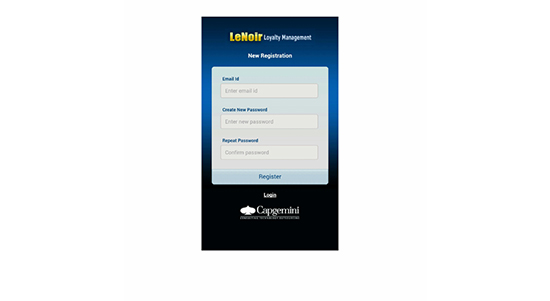 LeNoir Loyalty Management
New Registration
Email Id
Enter email id
Create New Password
Enter new password
Repeat Password
Confirm password
Register
Login
Capgemini